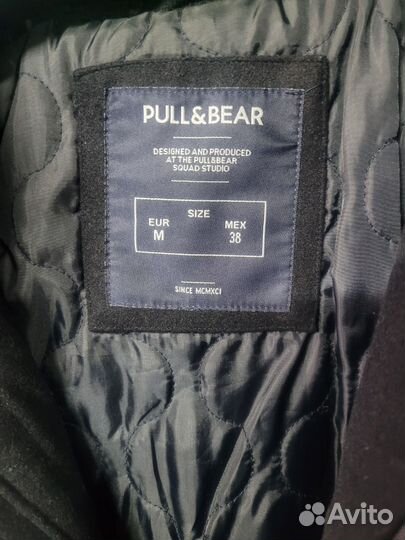 PULL&BEAR
DESIGNED AND PRODUCED
AT THE PULL&BEAR
SQUAD STUDIO
SIZE
EUR MEX
M 38
SINCE MCMXCI
Avito